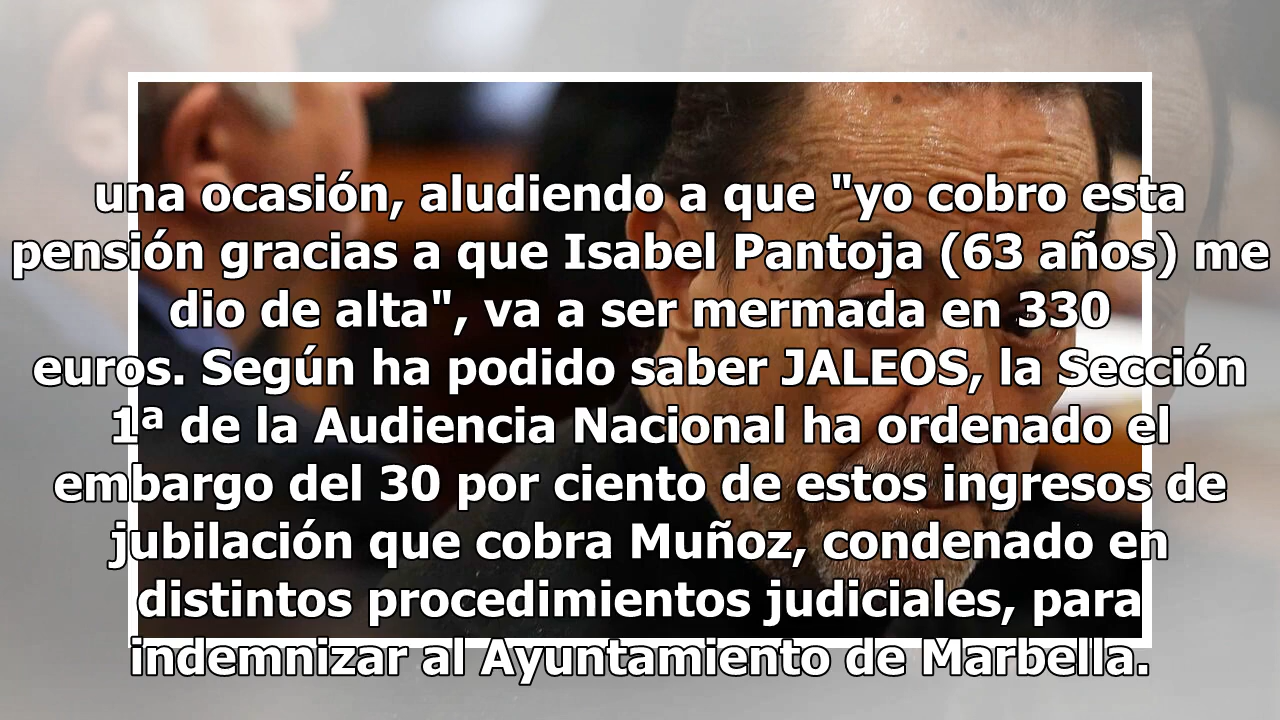 una ocasión, aludiendo a que "yo cobro esta
pensión gracias a que Isabel Pantoja (63 años) me
dio de alta", va a ser mermada en 330
euros. Según ha podido saber JALEOS, la Sección
1ª de la Audiencia Nacional ha ordenado el
embargo del 30 por ciento de estos ingresos de
jubilación que cobra Muñoz, condenado en
distintos procedimientos judiciales, para
indemnizar al Ayuntamiento de Marbella.